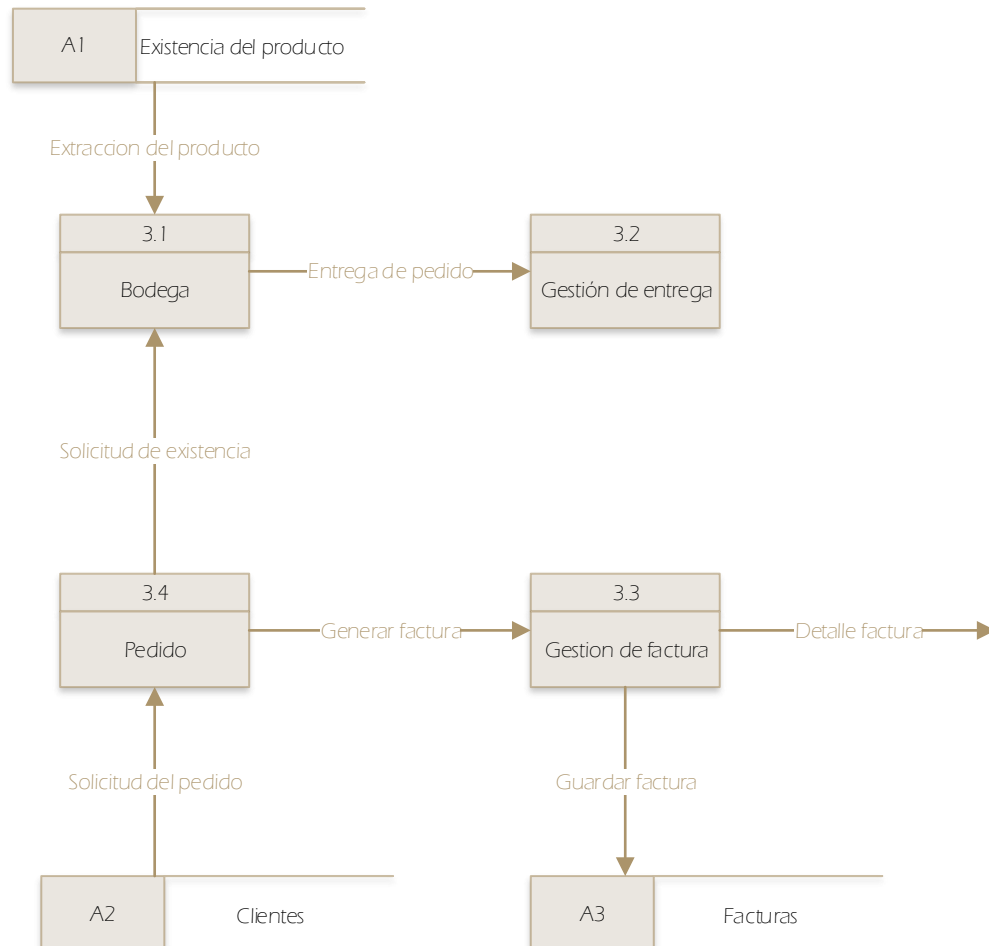 A1
Existencia del producto
Extraccion del producto
3.1
Bodega
Entrega de pedido
3.2
Gestión de entrega
Solicitud de existencia
3.4
Pedido
Generar factura
3.3
Gestion de factura
Detalle factura
Solicitud del pedido
Guardar factura
A2
Clientes
A3
Facturas